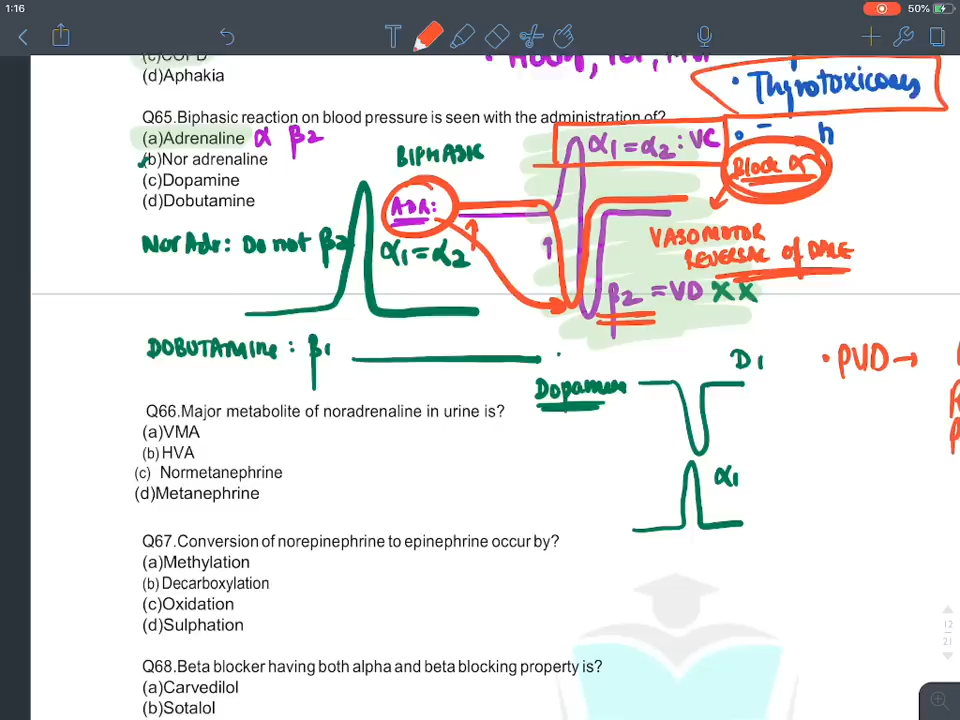 1:16
50%
(d)Aphakia
Thyrotoxicosis
Q65.Biphasic reaction on blood pressure is seen with the administration of?
(a)Adrenaline α β2
(b)Nor adrenaline
(c)Dopamine
(d)Dobutamine
BIPHASIC
α1 = α2 : VC
Block α
ADR:
Nor Adr: Do not β2
α1 = α2
VASOMOTOR
REVERSAL of DALE
β2 = VD X X
DOBUTAMINE : β1
Dopamine
D1
PVD →
α1
Q66.Major metabolite of noradrenaline in urine is?
(a)VMA
(b)HVA
(c) Normetanephrine
(d)Metanephrine
Q67.Conversion of norepinephrine to epinephrine occur by?
(a)Methylation
(b)Decarboxylation
(c)Oxidation
(d)Sulphation
12
21
Q68.Beta blocker having both alpha and beta blocking property is?
(a)Carvedilol
(b)Sotalol